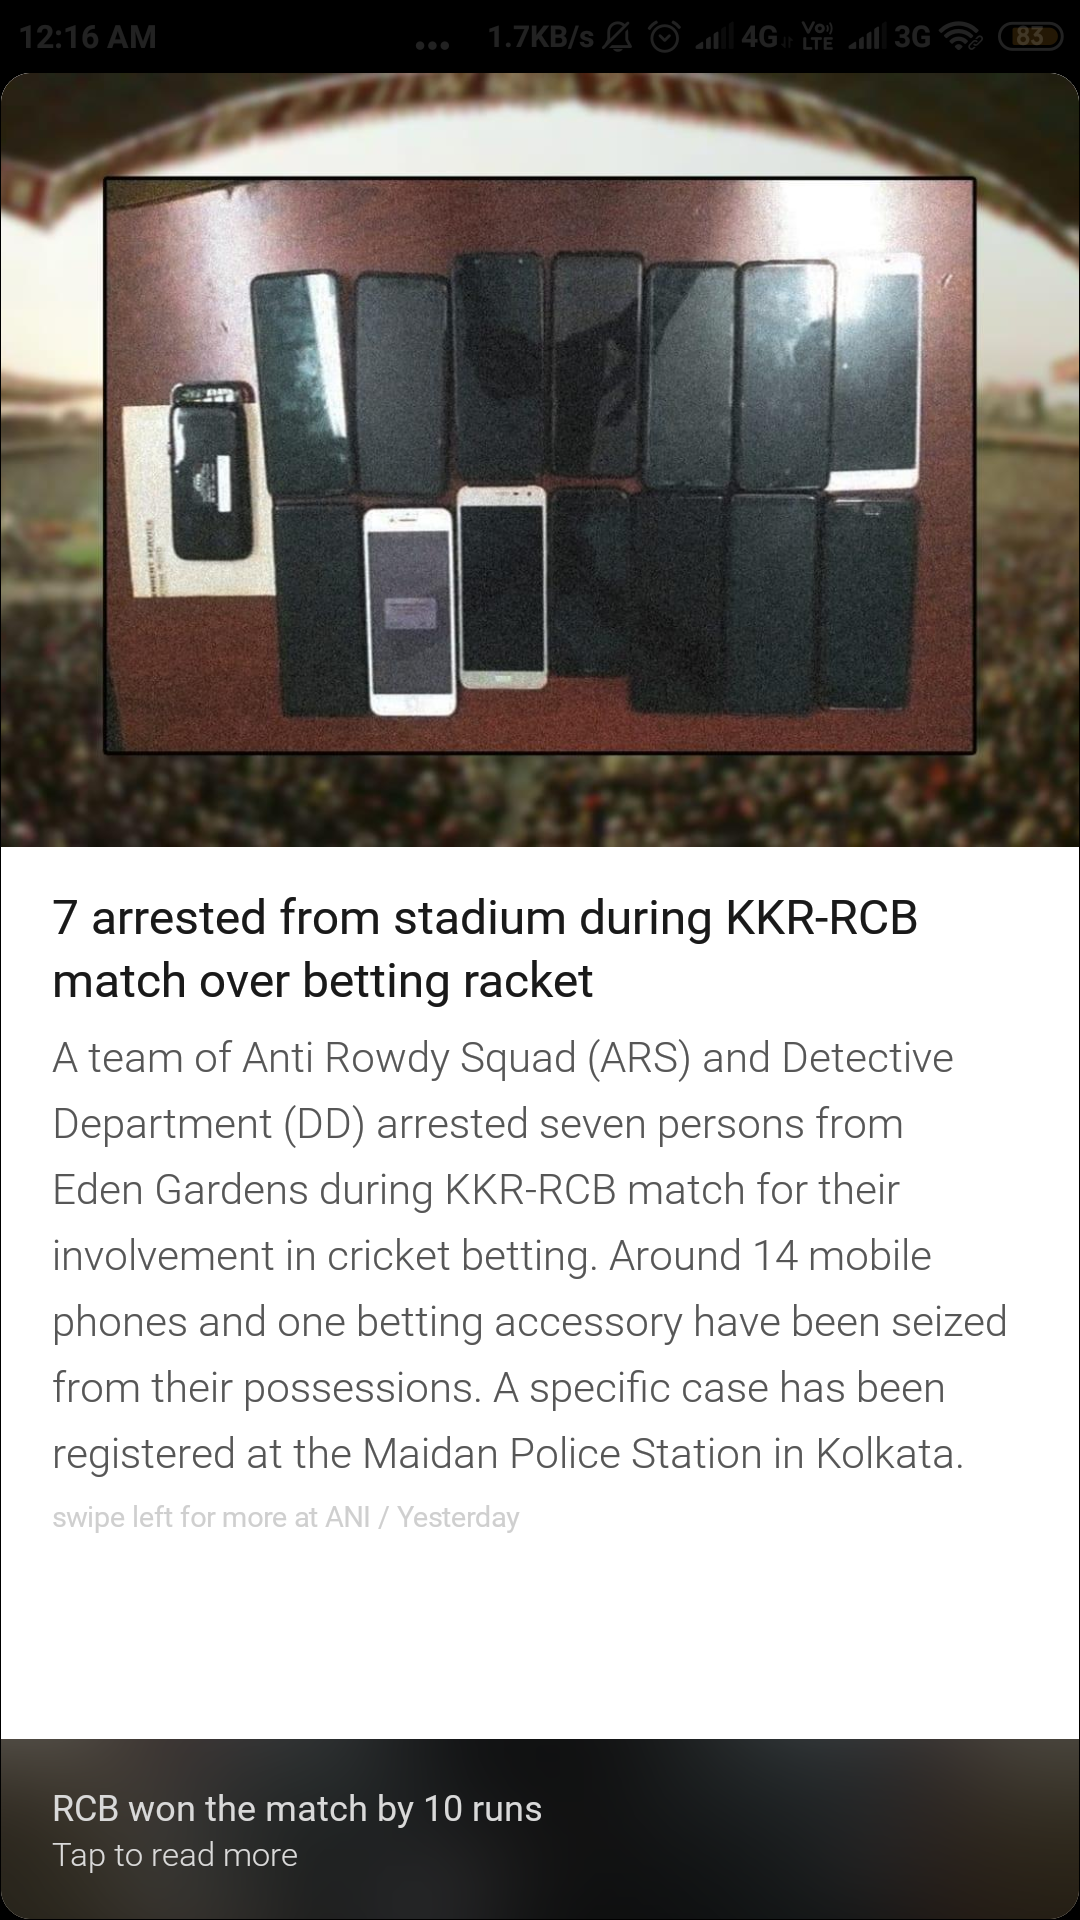 12:16 AM ... 1.7KB/s 4G Vo) LTE 3G 83
7 arrested from stadium during KKR-RCB
match over betting racket
A team of Anti Rowdy Squad (ARS) and Detective
Department (DD) arrested seven persons from
Eden Gardens during KKR-RCB match for their
involvement in cricket betting. Around 14 mobile
phones and one betting accessory have been seized
from their possessions. A specific case has been
registered at the Maidan Police Station in Kolkata.
swipe left for more at ANI / Yesterday
RCB won the match by 10 runs
Tap to read more